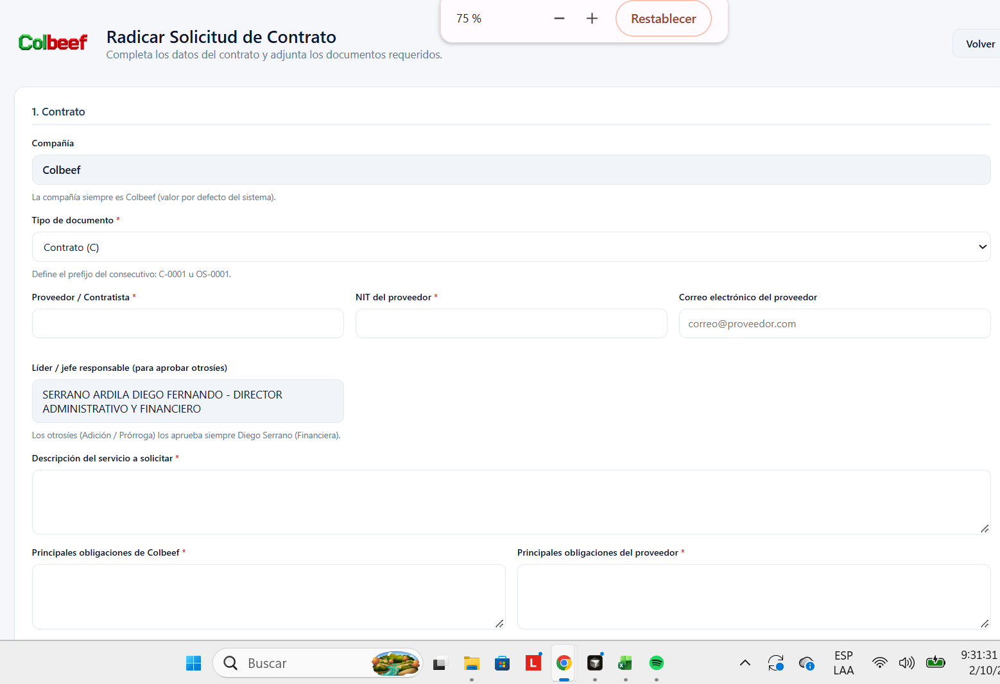 75 %
Restablecer
Colbeef
Radicar Solicitud de Contrato
Completa los datos del contrato y adjunta los documentos requeridos.
Volver
1. Contrato
Compañía
Colbeef
La compañía siempre es Colbeef (valor por defecto del sistema).
Tipo de documento *
Contrato (C)
Define el prefijo del consecutivo: C-0001 u OS-0001.
Proveedor / Contratista *
NIT del proveedor *
Correo electrónico del proveedor
correo@proveedor.com
Líder / jefe responsable (para aprobar otrosíes)
SERRANO ARDILA DIEGO FERNANDO - DIRECTOR
ADMINISTRATIVO Y FINANCIERO
Los otrosíes (Adición / Prórroga) los aprueba siempre Diego Serrano (Financiera).
Descripción del servicio a solicitar *
Principales obligaciones de Colbeef *
Principales obligaciones del proveedor *
Buscar
L
ESP
LAA
9:31:31
2/10/